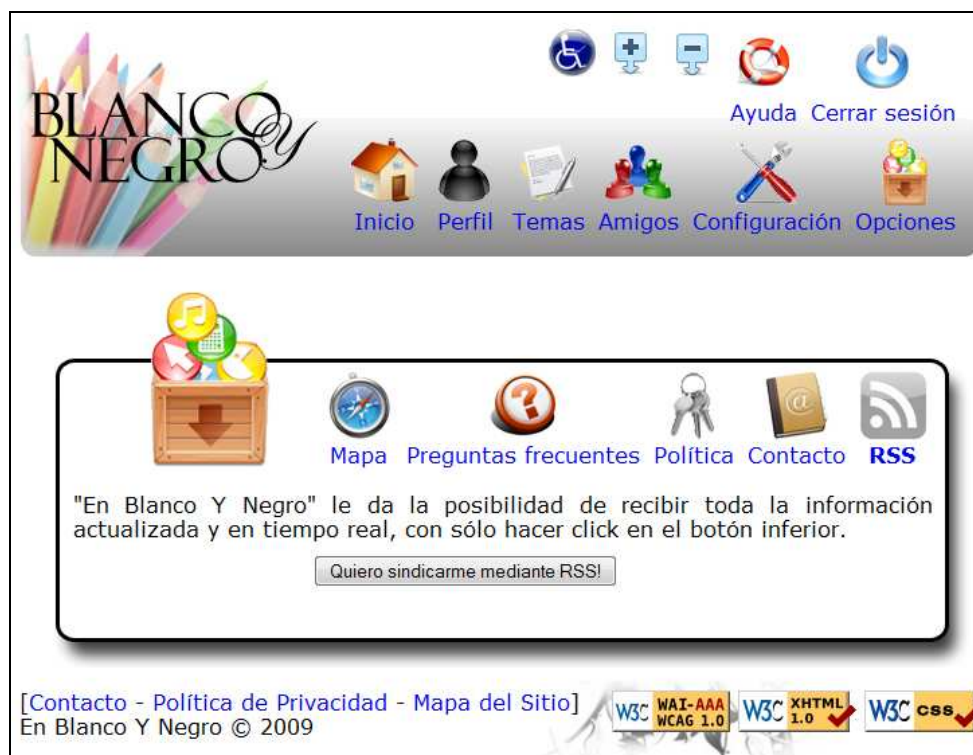 BLANCO Y
NEGRO
Ayuda Cerrar sesión
Inicio Perfil Temas Amigos Configuración Opciones
Mapa Preguntas frecuentes Política Contacto RSS
"En Blanco Y Negro" le da la posibilidad de recibir toda la información
actualizada y en tiempo real, con sólo hacer click en el botón inferior.
Quiero sindicarme mediante RSS!
[Contacto - Política de Privacidad - Mapa del Sitio]
En Blanco Y Negro © 2009
W3C WAI-AAA WCAG 1.0
W3C XHTML 1.0
W3C css